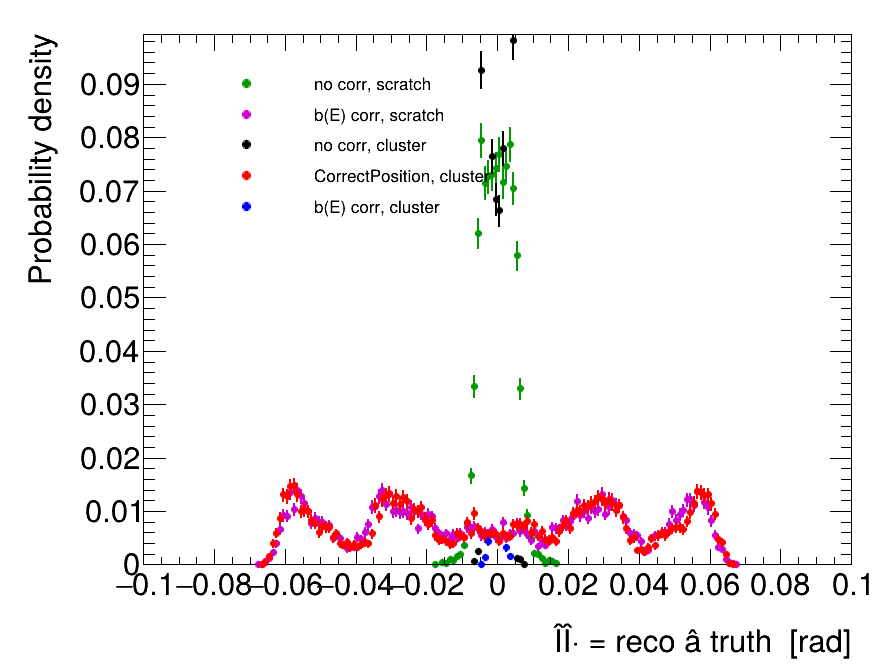 Probability density
no corr, scratch
b(E) corr, scratch
no corr, cluster
CorrectPosition, cluster
b(E) corr, cluster
0.09
0.08
0.07
0.06
0.05
0.04
0.03
0.02
0.01
0
−0.1 −0.08 −0.06 −0.04 −0.02 0 0.02 0.04 0.06 0.08 0.1
ÎÎ· = reco â truth [rad]